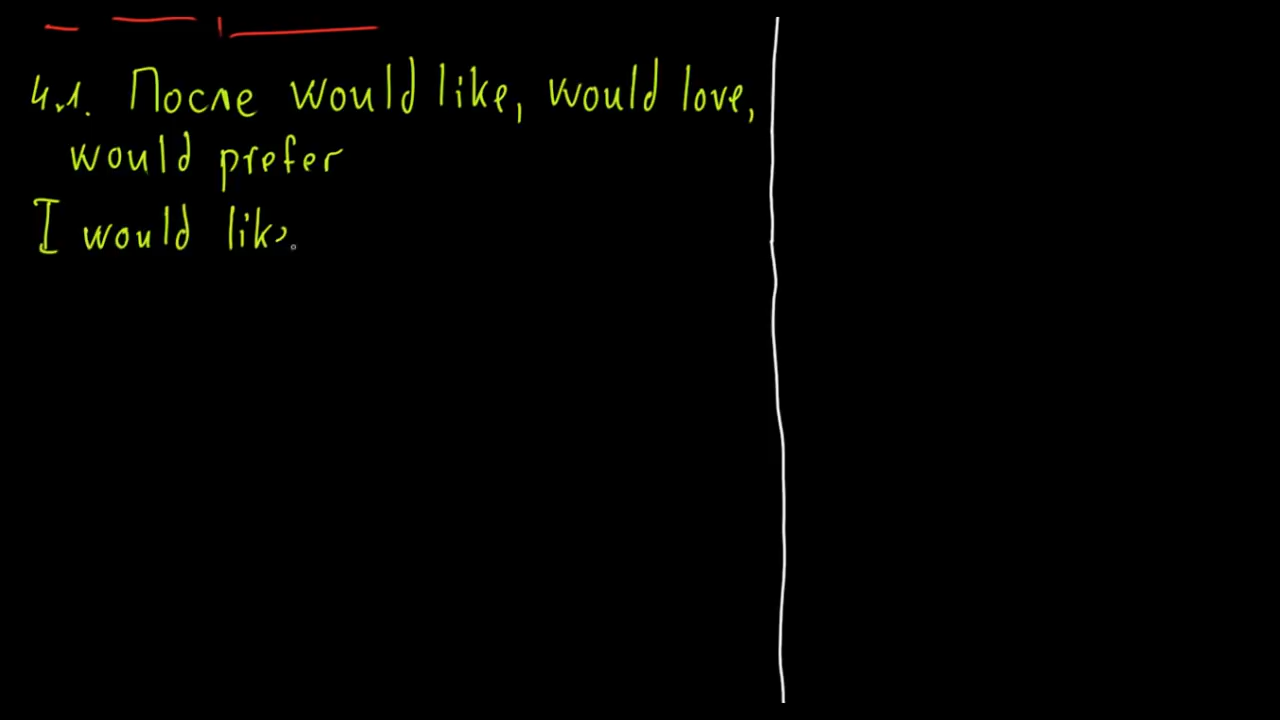 4.1. После would like, would love,
would prefer
I would lik